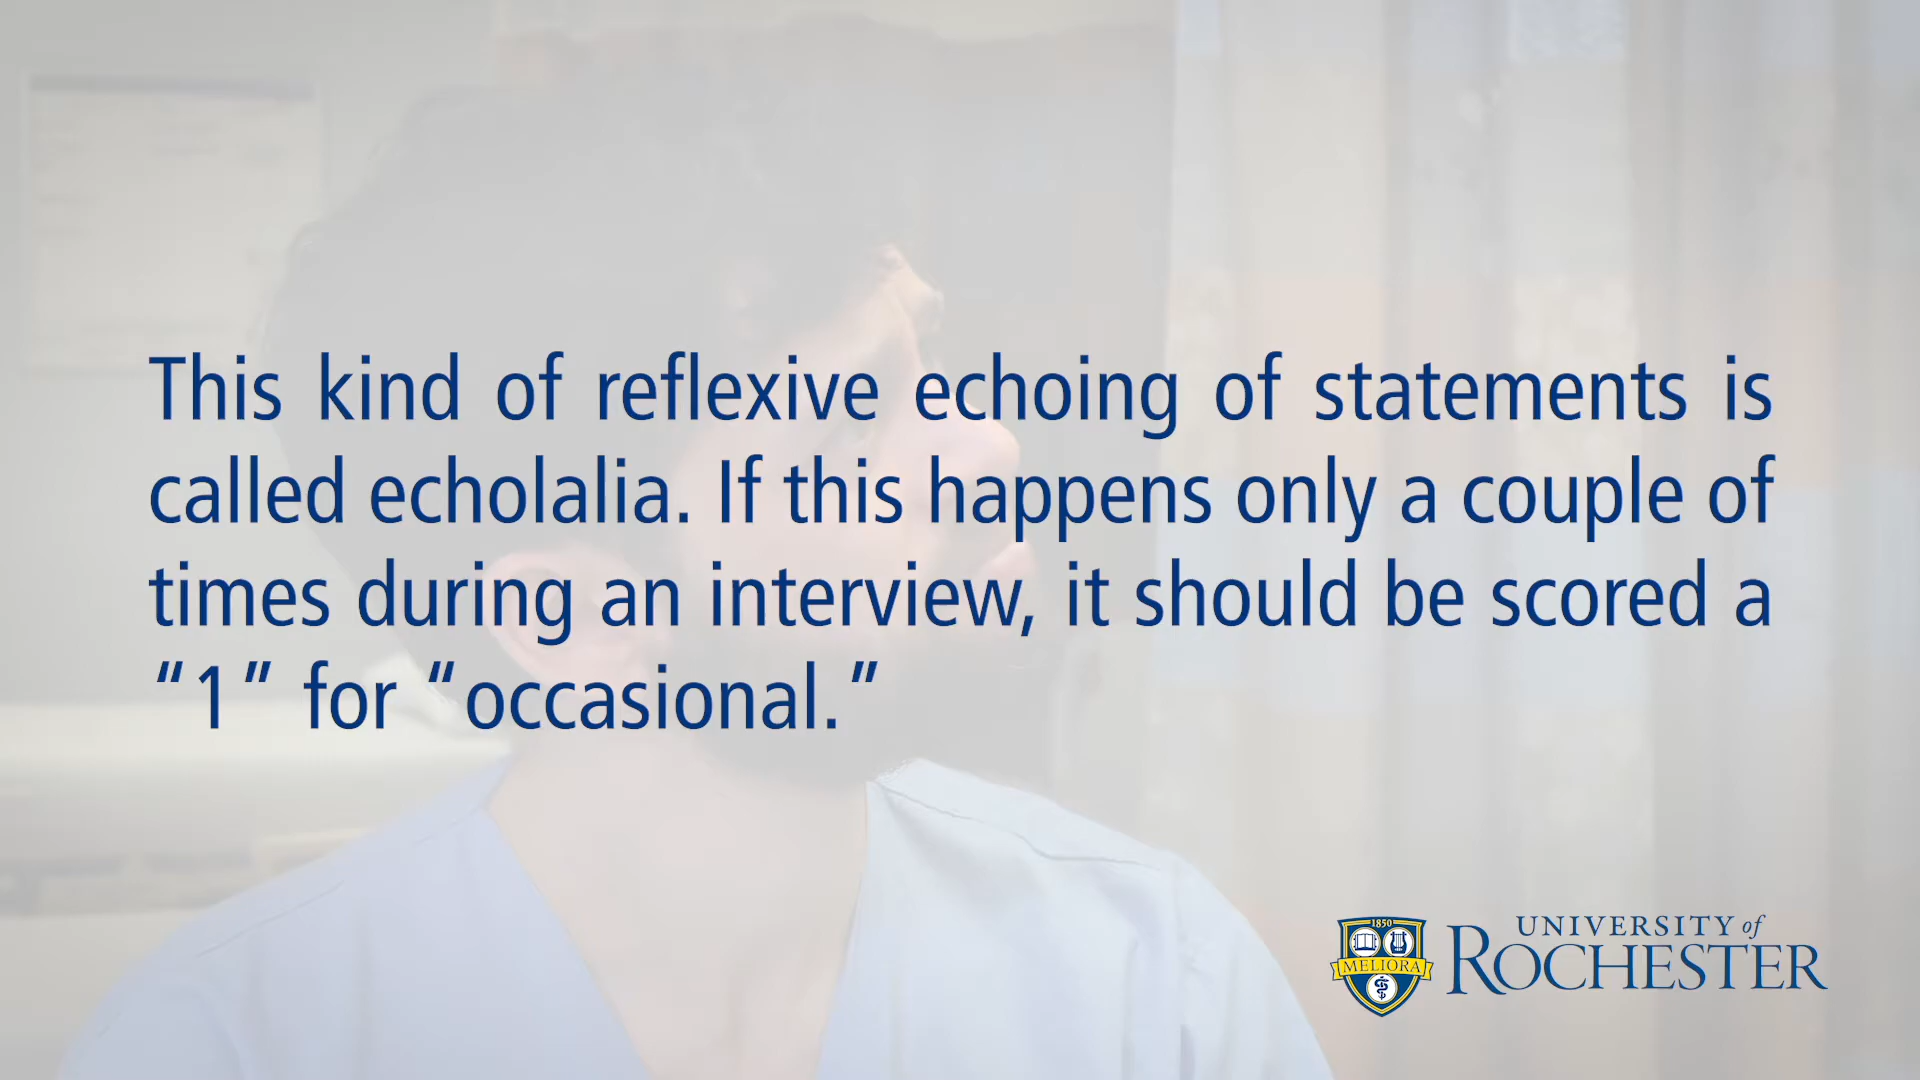 This kind of reflexive echoing of statements is
called echolalia. If this happens only a couple of
times during an interview, it should be scored a
“1” for “occasional.”
1850
MELIORA
UNIVERSITY of
ROCHESTER